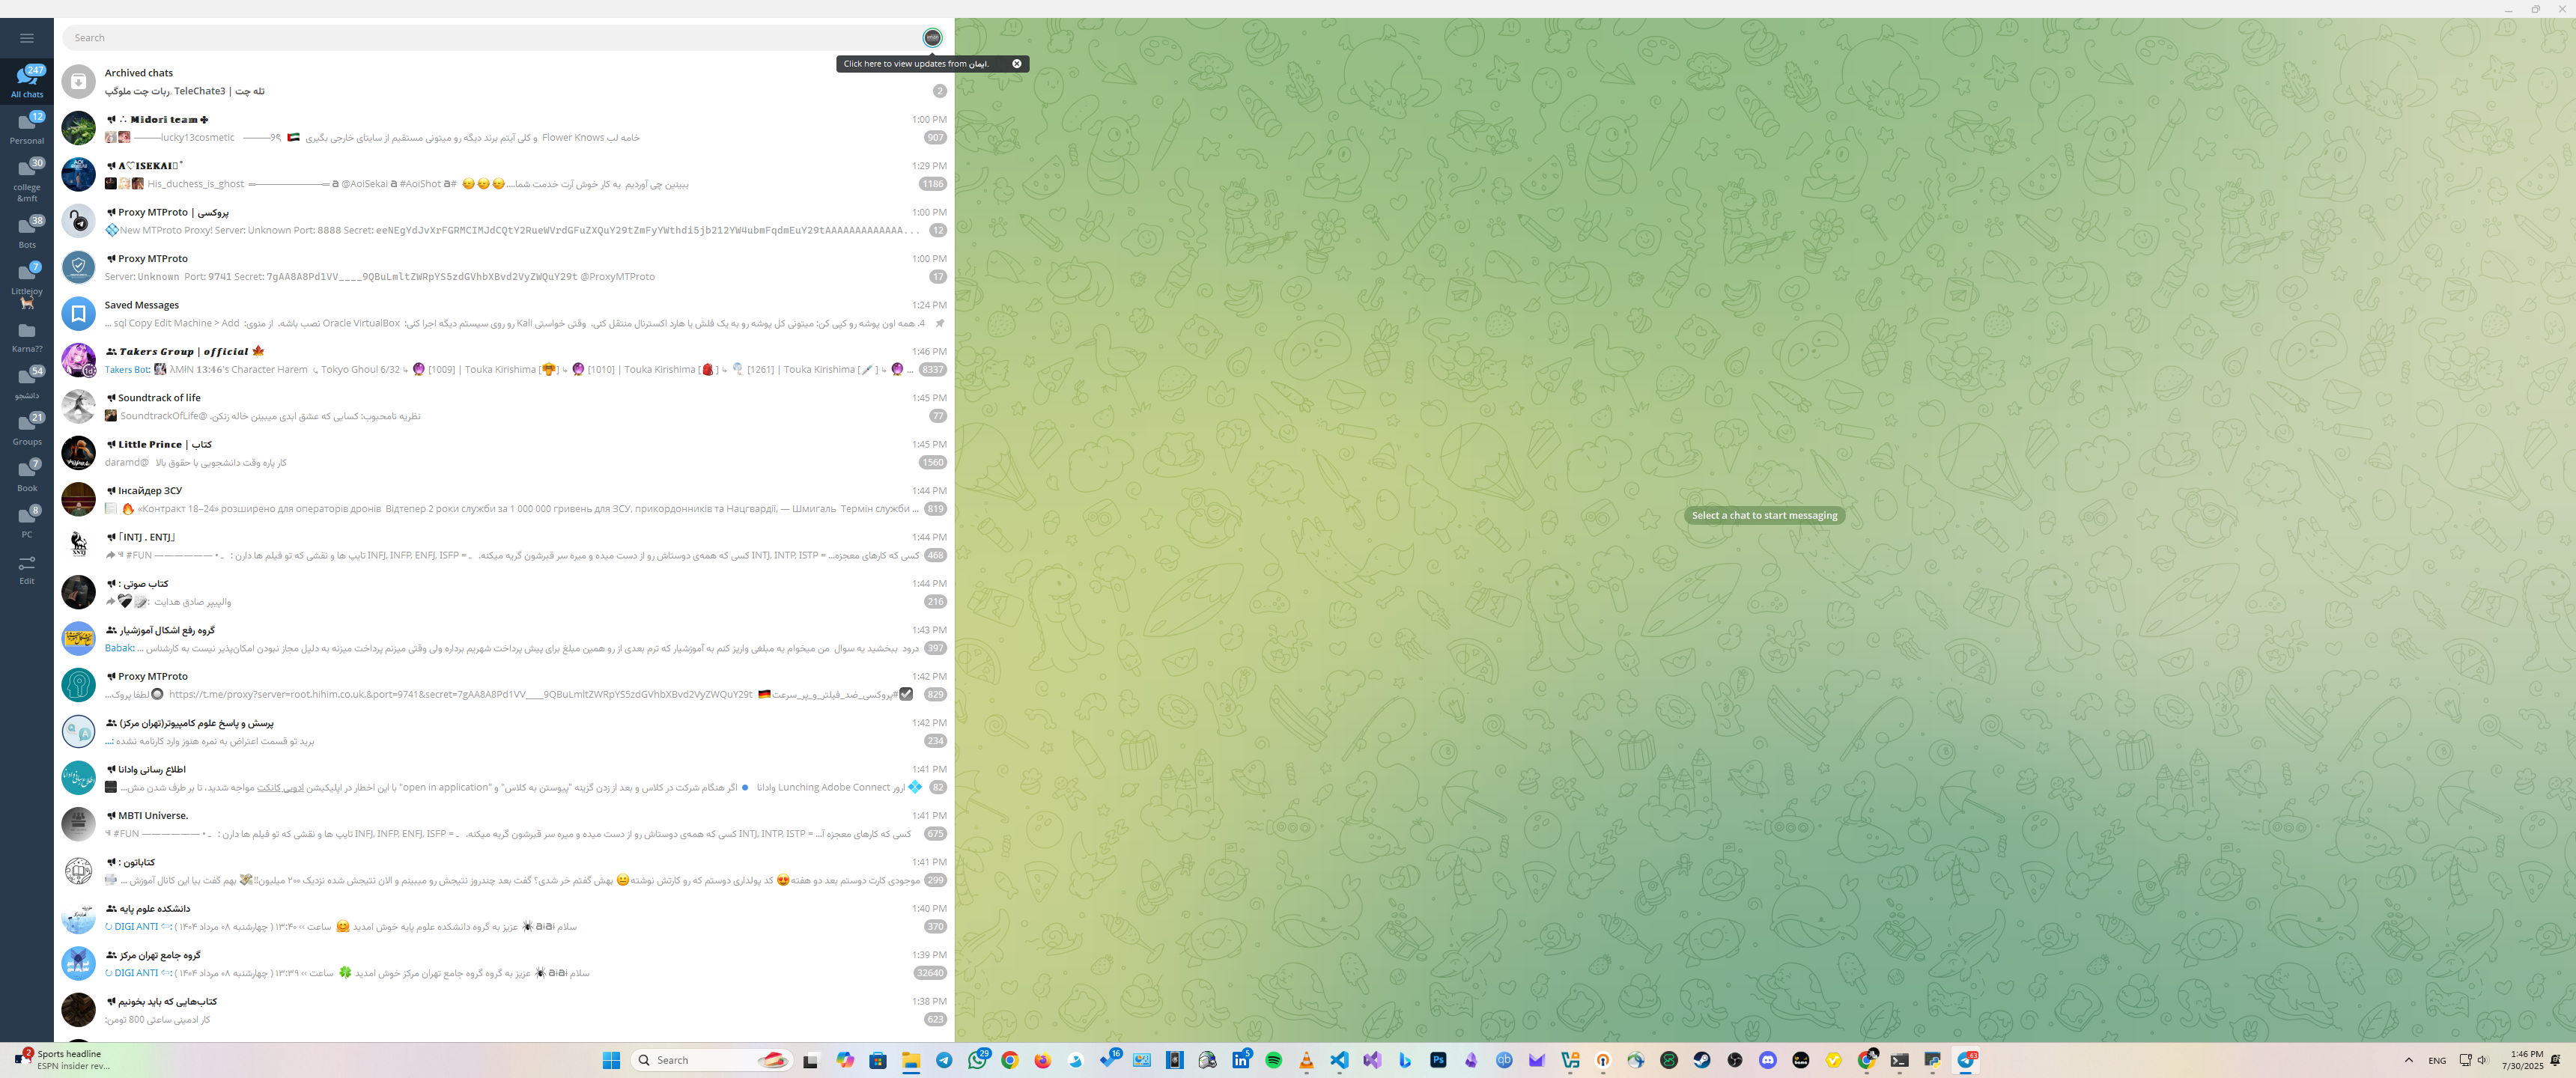 Search
Click here to view updates from ایمان.
247
All chats
12
Personal
30
college
&mft
38
Bots
7
Littlejoy
Karna??
54
دانشجو
21
Groups
7
Book
8
PC
Edit
Archived chats
ربات چت ملوگپ. TeleChate3 | تله چت
2
Midori team
1:00 PM
lucky13cosmetic خامه لب Flower Knows و کلی آیتم برند دیگه رو میتونی مستقیم از سایتای خارجی بگیری
907
1:29 PM
His_duchess_is_ghost @AoiSekai #AoiShot # ببینین چی آوردیم یه کار خوش آرت خدمت شما....
1186
Proxy MTProto | پروکسی
1:00 PM
New MTProto Proxy! Server: Unknown Port: 8888 Secret:
12
Proxy MTProto
1:00 PM
Server: Unknown Port: 9741 Secret: 7gAA8A8Pd1VV____9QBuLmltZWRpYS5zdGVhbXBvd2VyZWQuY29t @ProxyMTProto
17
Saved Messages
1:24 PM
4. همه اون پوشه رو کپی کن: میتونی کل پوشه رو به یک فلش یا هارد اکسترنال منتقل کنی. وقتی خواستی Kali رو روی سیستم دیگه اجرا کنی: Oracle VirtualBox نصب باشه. از منوی: sql Copy Edit Machine > Add ...
Takers Group | official
1:46 PM
Takers Bot: λMłN 13:46's Character Harem ⤿ Tokyo Ghoul 6/32 ↳ [1009] | Touka Kirishima [] ↳ [1010] | Touka Kirishima [] ↳ [1261] | Touka Kirishima [] ↳ ...
8337
Soundtrack of life
1:45 PM
نظریه نامحبوب؛ کسایی که عشق ابدی میبینن خاله زنکن. @SoundtrackOfLife
77
Little Prince | کتاب
1:45 PM
کار پاره وقت دانشجویی با حقوق بالا @daramd
1560
Інсайдер ЗСУ
1:44 PM
«Контракт 18–24» розширено для операторів дронів Відтепер 2 роки служби за 1 000 000 гривень для ЗСУ, прикордонників та Нацгвардії, — Шмигаль Термін служби ...
819
「INTJ . ENTJ」
1:44 PM
༄ #FUN —————— • ـ تایپ ها و نقشی که تو فیلم ها دارن : INFJ, INFP, ENFJ, ISFP = کسی که همه‌ی دوستاش رو از دست میده و میره سر قبرشون گریه میکنه. ـ INTJ, INTP, ISTP = کسی که کارهای معجزه...
468
کتاب صوتی :
1:44 PM
والپیپر صادق هدایت :
216
گروه رفع اشکال آموزشیار
1:43 PM
Babak: درود ببخشید یه سوال من میخوام یه مبلغی واریز کنم به آموزشیار که ترم بعدی از رو همین مبلغ برای پیش پرداخت شهریم برداره ولی وقتی میزنم پرداخت میزنه به دلیل مجاز نبودن امکان‌پذیر نیست به کارشناس ...
397
Proxy MTProto
1:42 PM
#پروکسی_ضد_فیلتر_و_پر_سرعت https://t.me/proxy?server=root.hihim.co.uk.&port=9741&secret=7gAA8A8Pd1VV____9QBuLmltZWRpYS5zdGVhbXBvd2VyZWQuY29t لطفا پروک...
829
پرسش و پاسخ علوم کامپیوتر(تهران مرکز)
1:42 PM
...: برید تو قسمت اعتراض به نمره هنوز وارد کارنامه نشده
234
اطلاع رسانی وادانا
1:41 PM
ارور Lunching Adobe Connect وادانا اگر هنگام شرکت در کلاس و بعد از زدن گزینه "پیوستن به کلاس" و "open in application" با این اخطار در اپلیکیشن ادوبی کانکت مواجه شدید، تا بر طرف شدن مش...
82
MBTI Universe.
1:41 PM
༄ #FUN —————— • ـ تایپ ها و نقشی که تو فیلم ها دارن : INFJ, INFP, ENFJ, ISFP = کسی که همه‌ی دوستاش رو از دست میده و میره سر قبرشون گریه میکنه. ـ INTJ, INTP, ISTP = کسی که کارهای معجزه آ...
675
کتاباتون :
1:41 PM
موجودی کارت دوستم بعد دو هفته کد پولداری دوستم که رو کارتش نوشته بهش گفتم خر شدی؟ گفت بعد چندروز نتیجش رو میبینم و الان نتیجش شده نزدیک ۲۰۰ میلیون!! بهم گفت بیا این کانال آموزش ...
299
دانشکده علوم پایه
1:40 PM
DIGI ANTI : سلام عزیز به گروه دانشکده علوم پایه خوش امدید ساعت ›› ۱۳:۴۰ ( چهارشنبه ۰۸ مرداد ۱۴۰۴ )
370
گروه جامع تهران مرکز
1:39 PM
DIGI ANTI : سلام عزیز به گروه گروه جامع تهران مرکز خوش امدید ساعت ›› ۱۳:۳۹ ( چهارشنبه ۰۸ مرداد ۱۴۰۴ )
32640
کتاب‌هایی که باید بخونیم
1:38 PM
کار ادمینی ساعتی 800 تومن:
623
Select a chat to start messaging
2
Sports headline
ESPN insider rev...
Search
29
16
5
ENG
1:46 PM
7/30/2025